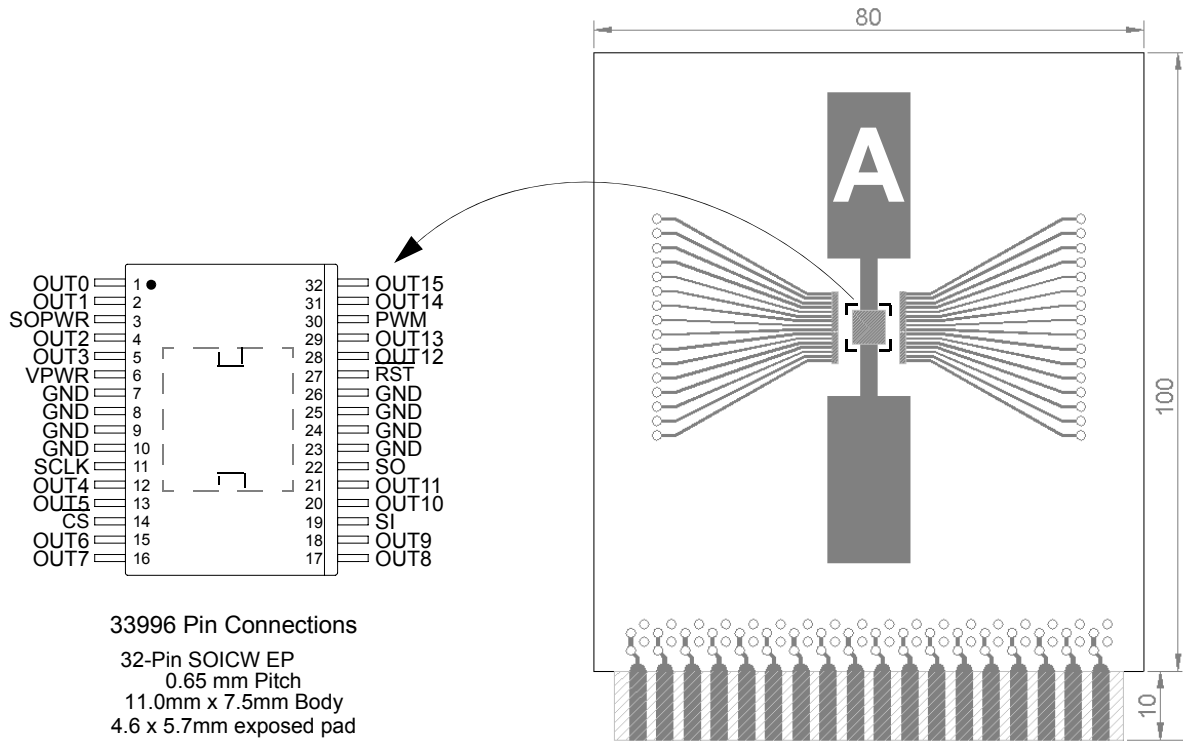 OUT0
OUT1
SOPWR
OUT2
OUT3
VPWR
GND
GND
GND
GND
SCLK
OUT4
OUT5
CS
OUT6
OUT7
1
2
3
4
5
6
7
8
9
10
11
12
13
14
15
16
32
31
30
29
28
27
26
25
24
23
22
21
20
19
18
17
OUT15
OUT14
PWM
OUT13
OUT12
RST
GND
GND
GND
GND
SO
OUT11
OUT10
SI
OUT9
OUT8
33996 Pin Connections
32-Pin SOICW EP
0.65 mm Pitch
11.0mm x 7.5mm Body
4.6 x 5.7mm exposed pad
80
A
100
10